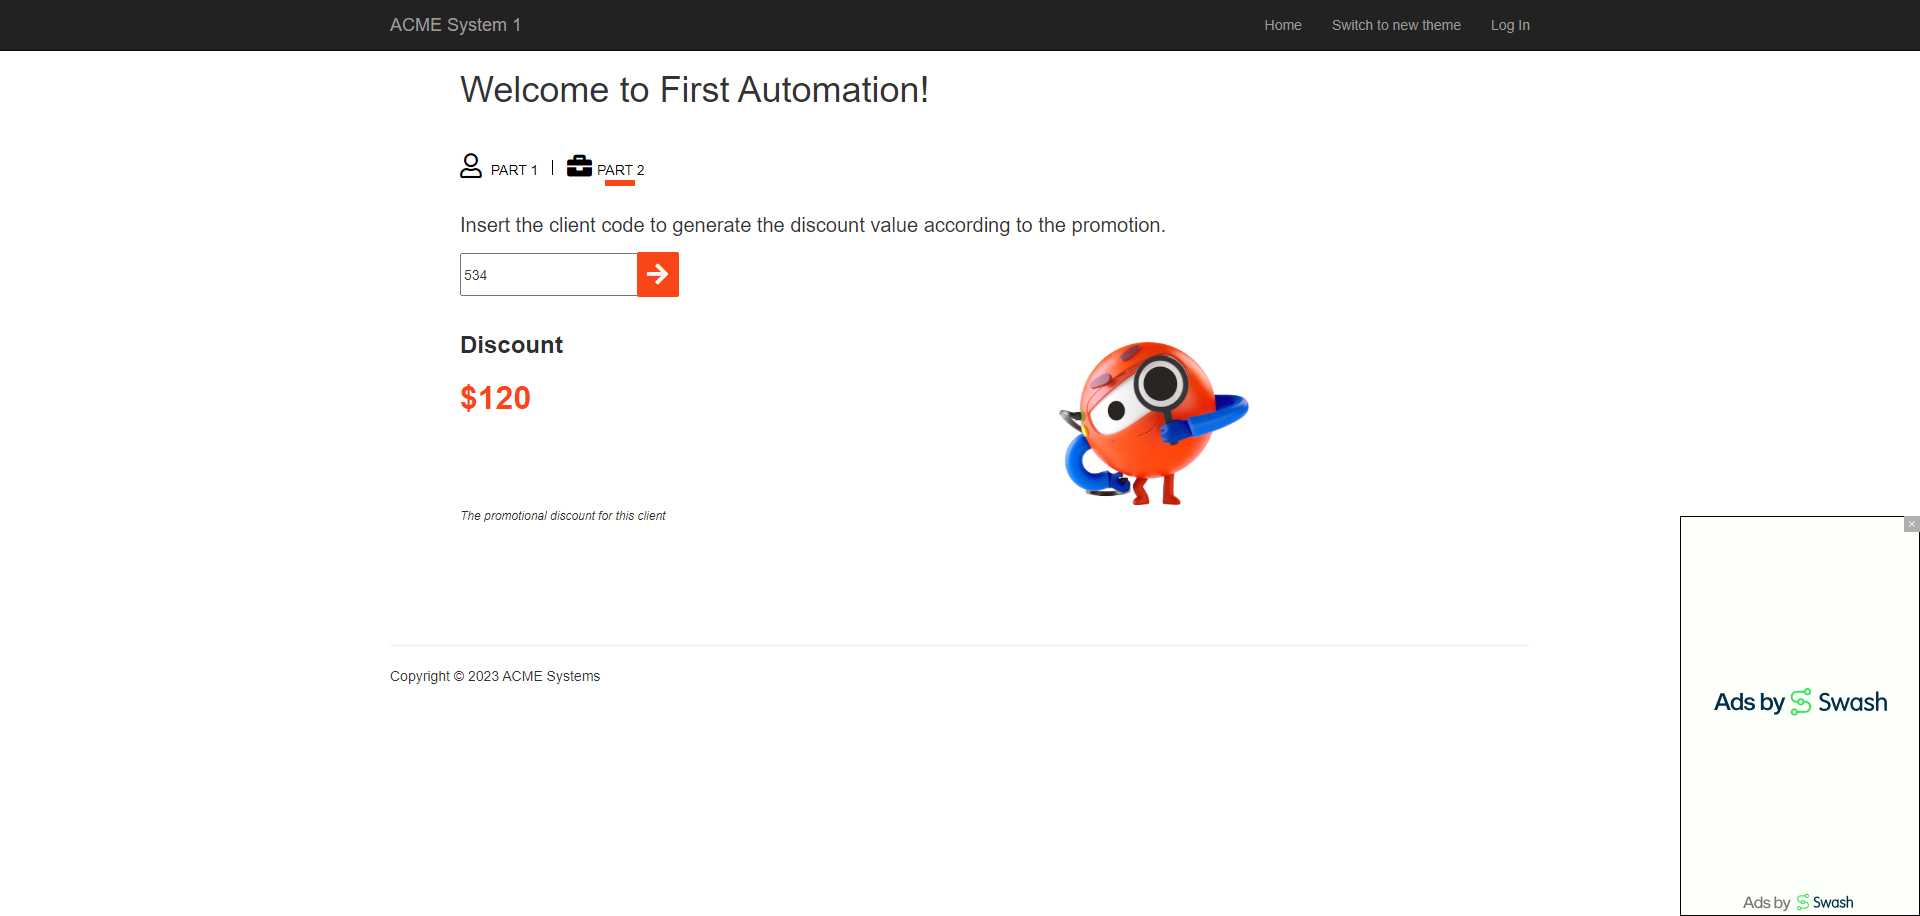 ACME System 1
Home Switch to new theme Log In
Welcome to First Automation!
PART 1 PART 2
Insert the client code to generate the discount value according to the promotion.
534
Discount
$120
The promotional discount for this client
Copyright © 2023 ACME Systems
Ads by Swash
Ads by Swash